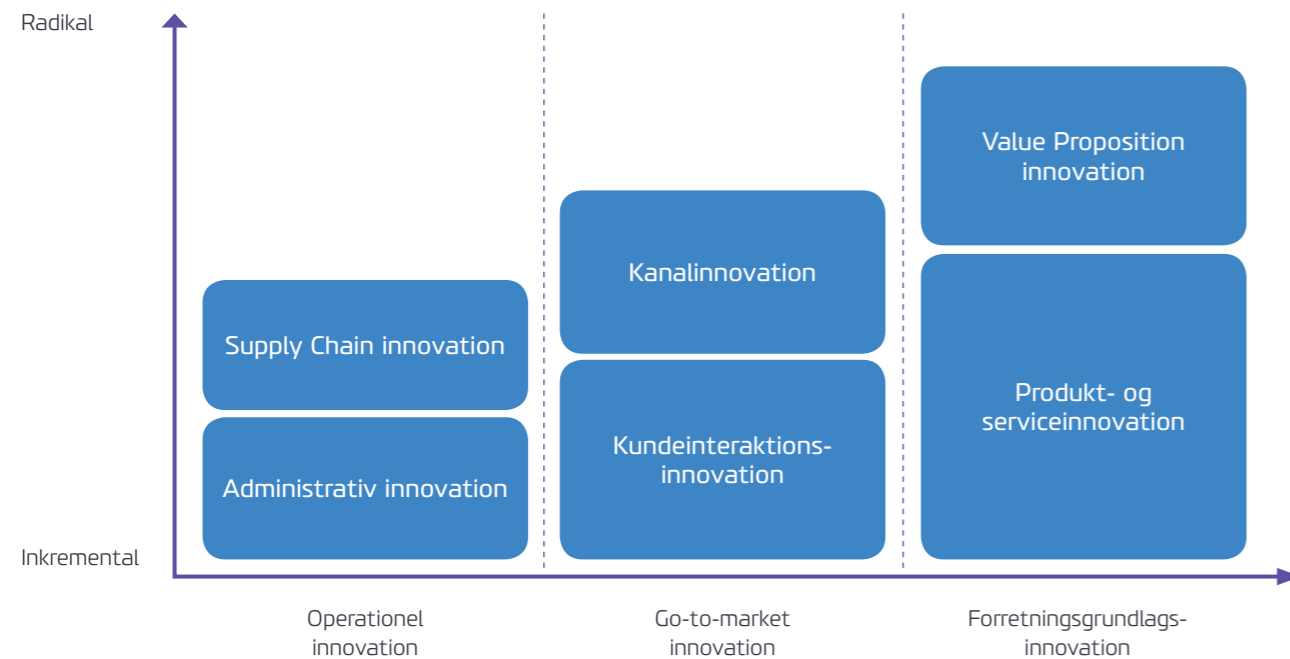 Radikal
Value Proposition
innovation
Kanalinnovation
Supply Chain innovation
Produkt- og
serviceinnovation
Kundeinteraktions-
innovation
Administrativ innovation
Inkremental
Operationel
innovation
Go-to-market
innovation
Forretningsgrundlags-
innovation